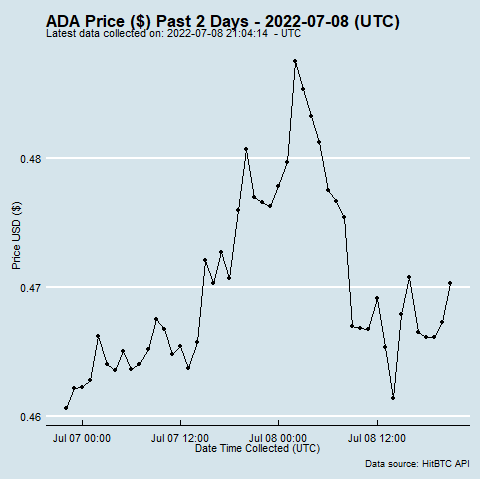 ADA Price ($) Past 2 Days - 2022-07-08 (UTC)
Latest data collected on: 2022-07-08 21:04:14 - UTC
0.48
0.47
0.46
Price USD ($)
Jul 07 00:00 Jul 07 12:00 Jul 08 00:00 Jul 08 12:00
Date Time Collected (UTC)
Data source: HitBTC API